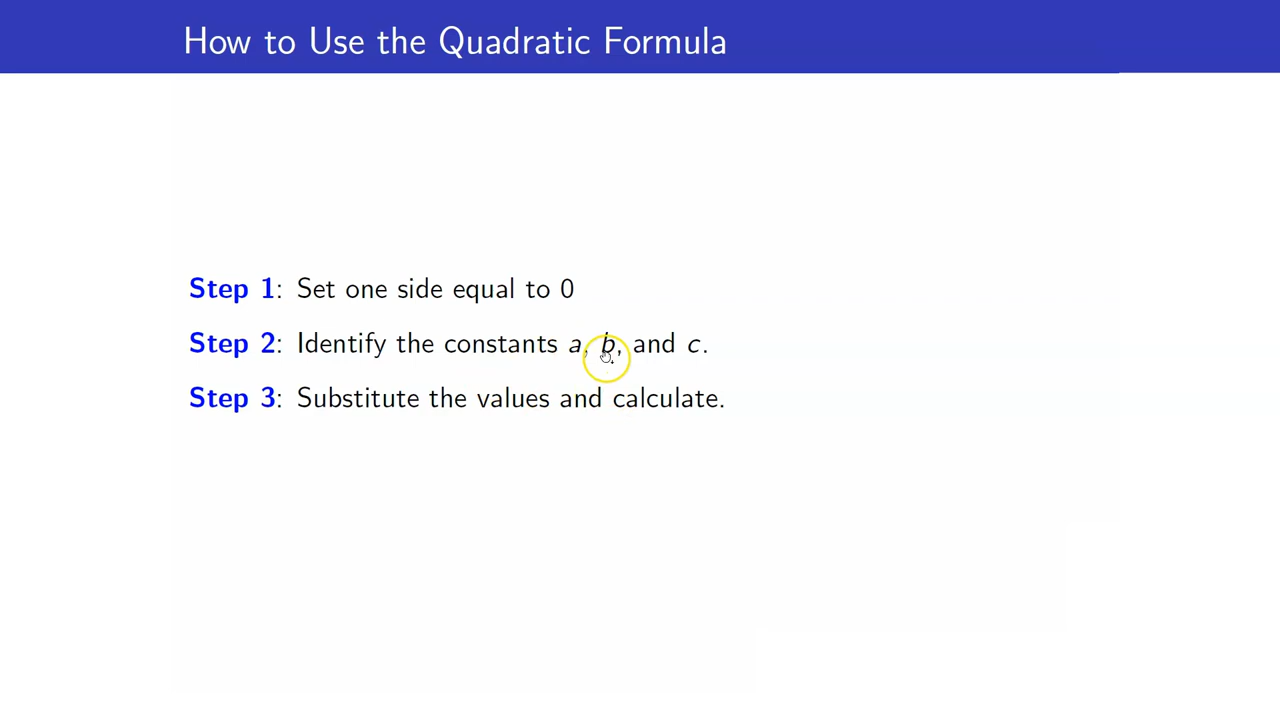 How to Use the Quadratic Formula
Step 1: Set one side equal to 0
Step 2: Identify the constants a, b, and c.
Step 3: Substitute the values and calculate.